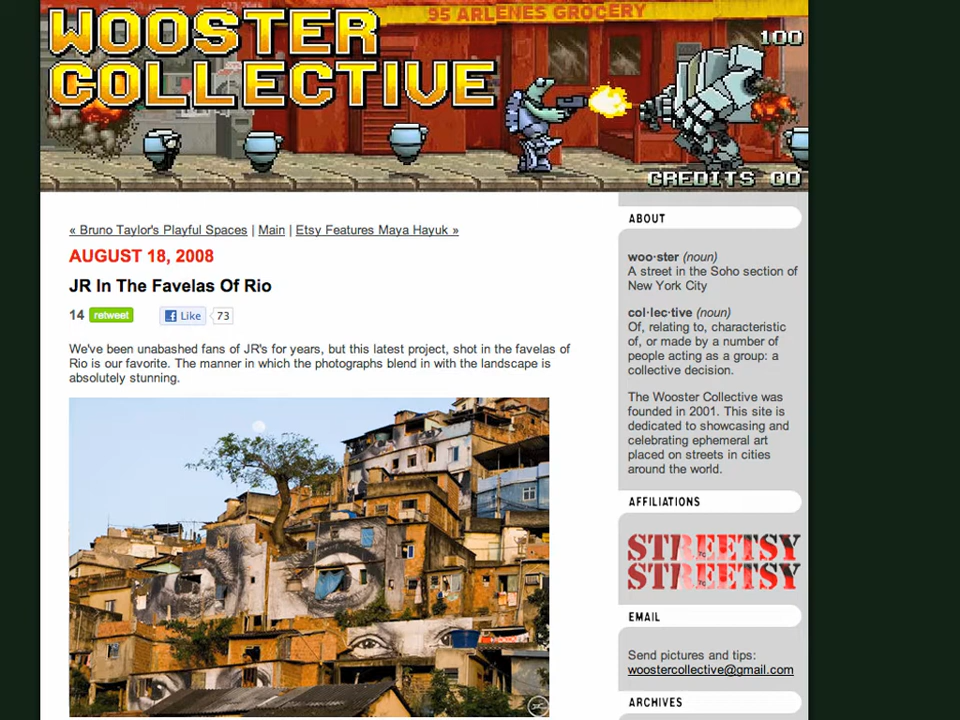 95 ARLENES GROCERY
WOOSTER
COLLECTIVE
100
CREDITS 00
« Bruno Taylor's Playful Spaces | Main | Etsy Features Maya Hayuk »
AUGUST 18, 2008
JR In The Favelas Of Rio
14 retweet Like 73
We've been unabashed fans of JR's for years, but this latest project, shot in the favelas of
Rio is our favorite. The manner in which the photographs blend in with the landscape is
absolutely stunning.
ABOUT
woo·ster (noun)
A street in the Soho section of
New York City
col·lec·tive (noun)
Of, relating to, characteristic
of, or made by a number of
people acting as a group: a
collective decision.
The Wooster Collective was
founded in 2001. This site is
dedicated to showcasing and
celebrating ephemeral art
placed on streets in cities
around the world.
AFFILIATIONS
STREETSY
STREETSY
EMAIL
Send pictures and tips:
woostercollective@gmail.com
ARCHIVES